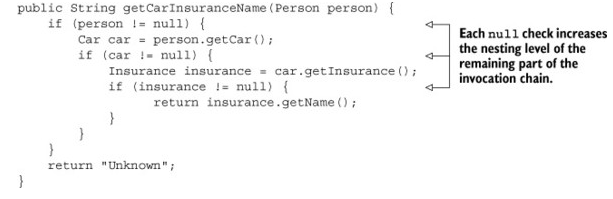 public String getCarInsuranceName(Person person) {
    if (person != null) {
        Car car = person.getCar();
        if (car != null) {
            Insurance insurance = car.getInsurance();
            if (insurance != null) {
                return insurance.getName();
            }
        }
    }
    return "Unknown";
}
Each null check increases
the nesting level of the
remaining part of the
invocation chain.